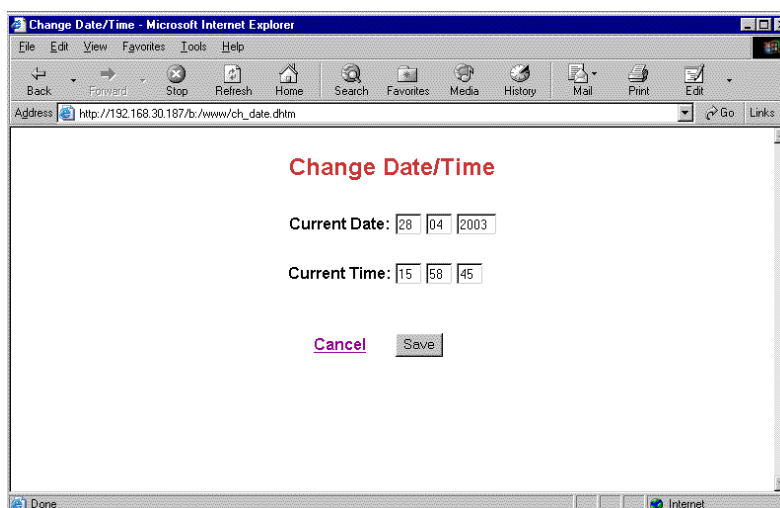 Change Date/Time - Microsoft Internet Explorer
File Edit View Favorites Tools Help
Back Forward Stop Refresh Home Search Favorites Media History Mail Print Edit
Address http://192.168.30.187/b:/www/ch_date.dhtm Go Links
Change Date/Time
Current Date: 28 04 2003
Current Time: 15 58 45
Cancel Save
Done Internet